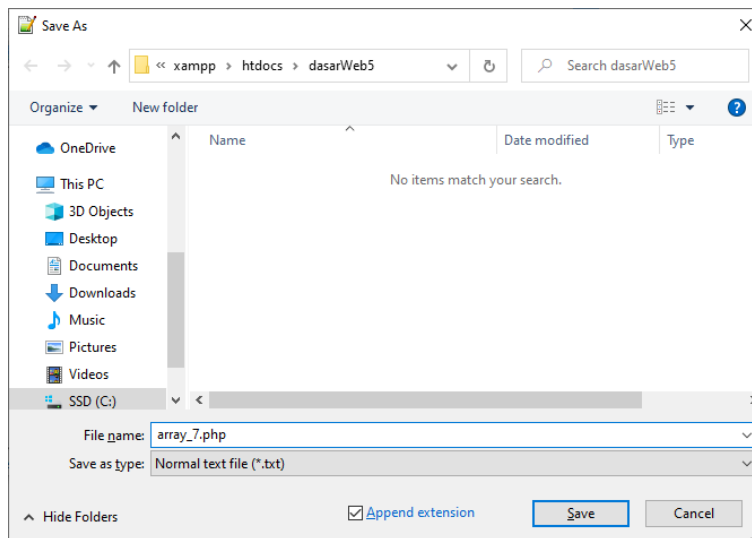 Save As
« xampp › htdocs › dasarWeb5
Search dasarWeb5
Organize
New folder
Name
Date modified
Type
No items match your search.
OneDrive
This PC
3D Objects
Desktop
Documents
Downloads
Music
Pictures
Videos
SSD (C:)
File name: array_7.php
Save as type: Normal text file (*.txt)
Hide Folders
Append extension
Save
Cancel